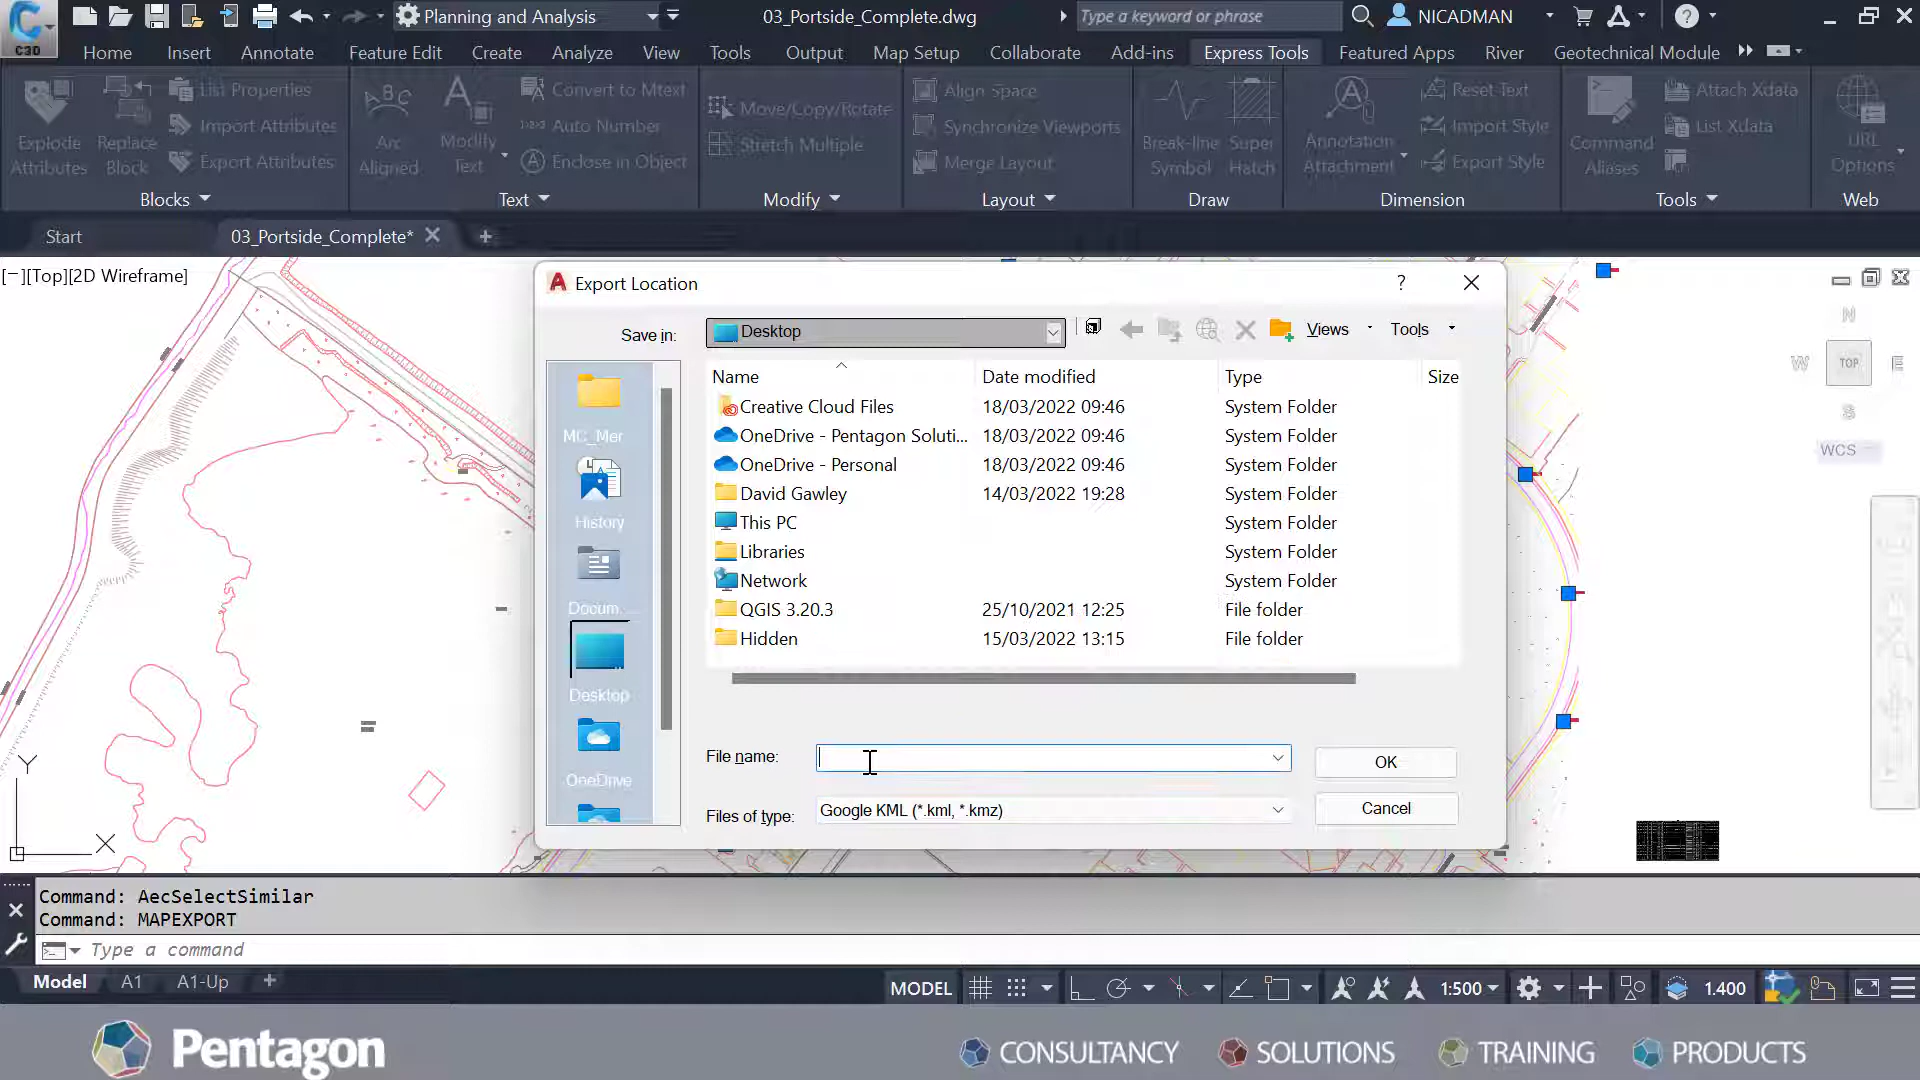 C3D
Planning and Analysis
03_Portside_Complete.dwg
Type a keyword or phrase
NICADMAN
Home
Insert
Annotate
Feature Edit
Create
Analyze
View
Tools
Output
Map Setup
Collaborate
Add-ins
Express Tools
Featured Apps
River
Geotechnical Module
Explode
Attributes
Replace
Block
List Properties
Import Attributes
Export Attributes
Arc
Aligned
Modify
Text
Convert to Mtext
Auto Number
Enclose in Object
Move/Copy/Rotate
Stretch Multiple
Align Space
Synchronize Viewports
Merge Layout
Break-line
Symbol
Super
Hatch
Annotation
Attachment
Reset Text
Import Style
Export Style
Command
Aliases
Attach Xdata
List Xdata
URL
Options
Blocks
Text
Modify
Layout
Draw
Dimension
Tools
Web
Start
03_Portside_Complete*
[−][Top][2D Wireframe]
Export Location
Save in:
Desktop
Views
Tools
Name
Date modified
Type
Size
Creative Cloud Files
18/03/2022 09:46
System Folder
OneDrive - Pentagon Soluti...
18/03/2022 09:46
System Folder
OneDrive - Personal
18/03/2022 09:46
System Folder
David Gawley
14/03/2022 19:28
System Folder
This PC
System Folder
Libraries
System Folder
Network
System Folder
QGIS 3.20.3
25/10/2021 12:25
File folder
Hidden
15/03/2022 13:15
File folder
MC_Mer
History
Docum...
Desktop
OneDrive
File name:
OK
Files of type:
Google KML (*.kml, *.kmz)
Cancel
N
W
TOP
E
S
WCS
Y
X
Command: AecSelectSimilar
Command: MAPEXPORT
Type a command
Model
A1
A1-Up
MODEL
1:500
1.400
Pentagon
CONSULTANCY
SOLUTIONS
TRAINING
PRODUCTS